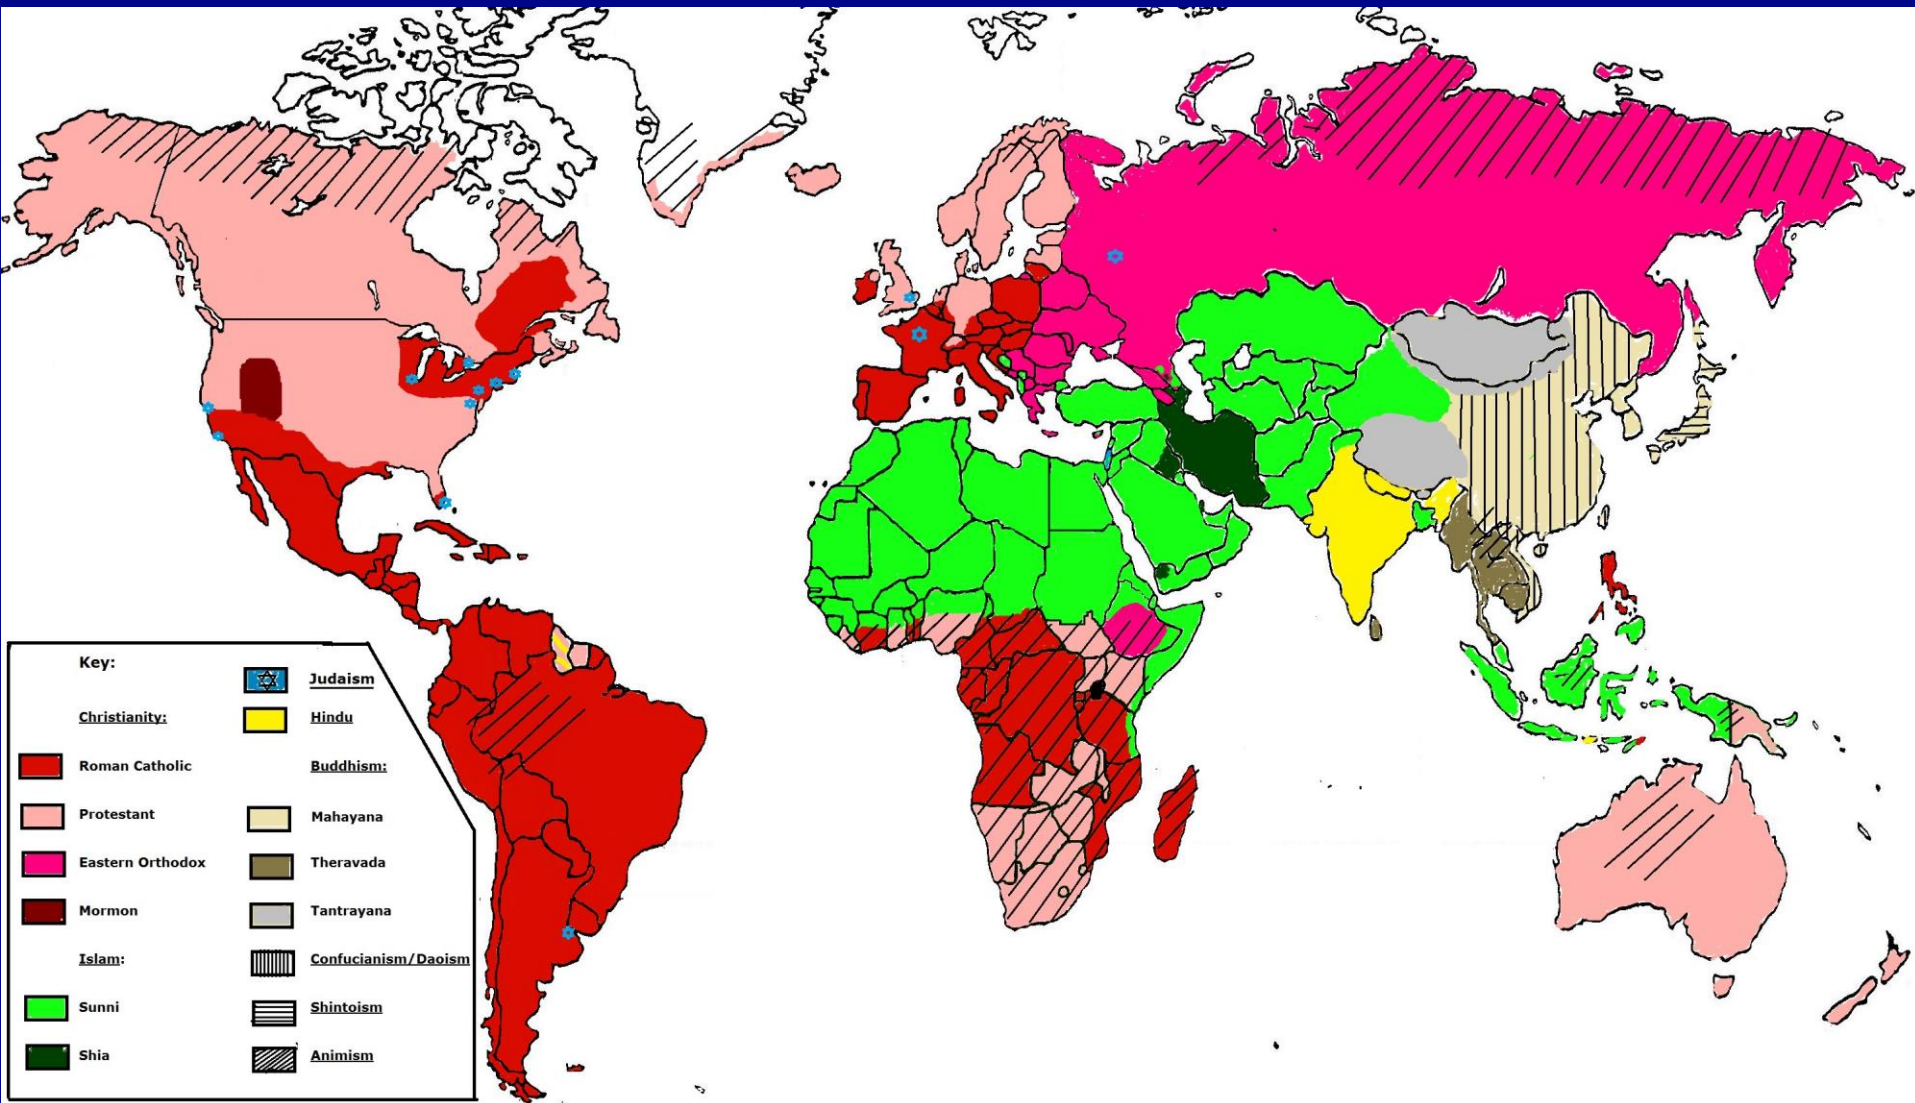 Key:
Christianity:
Roman Catholic
Protestant
Eastern Orthodox
Mormon
Islam:
Sunni
Shia
Judaism
Hindu
Buddhism:
Mahayana
Theravada
Tantrayana
Confucianism/Daoism
Shintoism
Animism